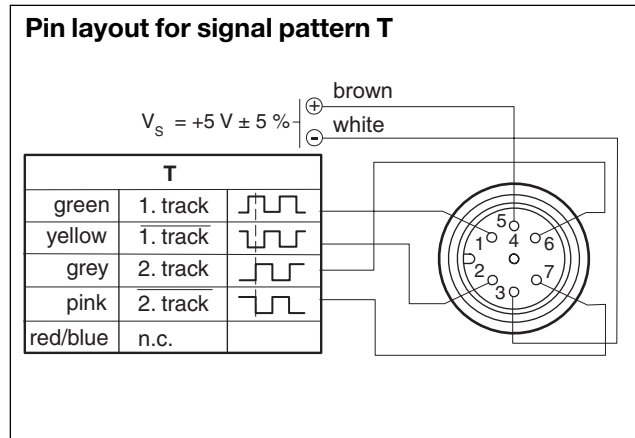 Pin layout for signal pattern T
brown
V_S = +5 V ± 5 %
white
T
green 1. track
yellow 1. track
grey 2. track
pink 2. track
red/blue n.c.
5
1 4 6
2 7
3